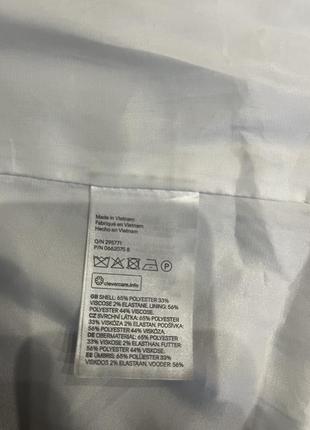 Made in Vietnam
Fabriqué en Vietnam
Hecho en Vietnam
O/N 295771
P/N 0662075 8
P
clevercare.info
GB SHELL: 65% POLYESTER 33%
VISCOSE 2% ELASTANE. LINING: 56%
POLYESTER 44% VISCOSE.
CZ SVRCHNÍ LÁTKA: 65% POLYESTER
33% VISKÓZA 2% ELASTAN. PODŠÍVKA:
56% POLYESTER 44% VISKÓZA.
DE OBERMATERIAL: 65% POLYESTER
33% VISKOSE 2% ELASTHAN. FUTTER:
56% POLYESTER 44% VISKOSE.
EE ÜMBRIS: 65% POLÜESTER 33%
VISKOOS 2% ELASTAAN. VOODER: 56%